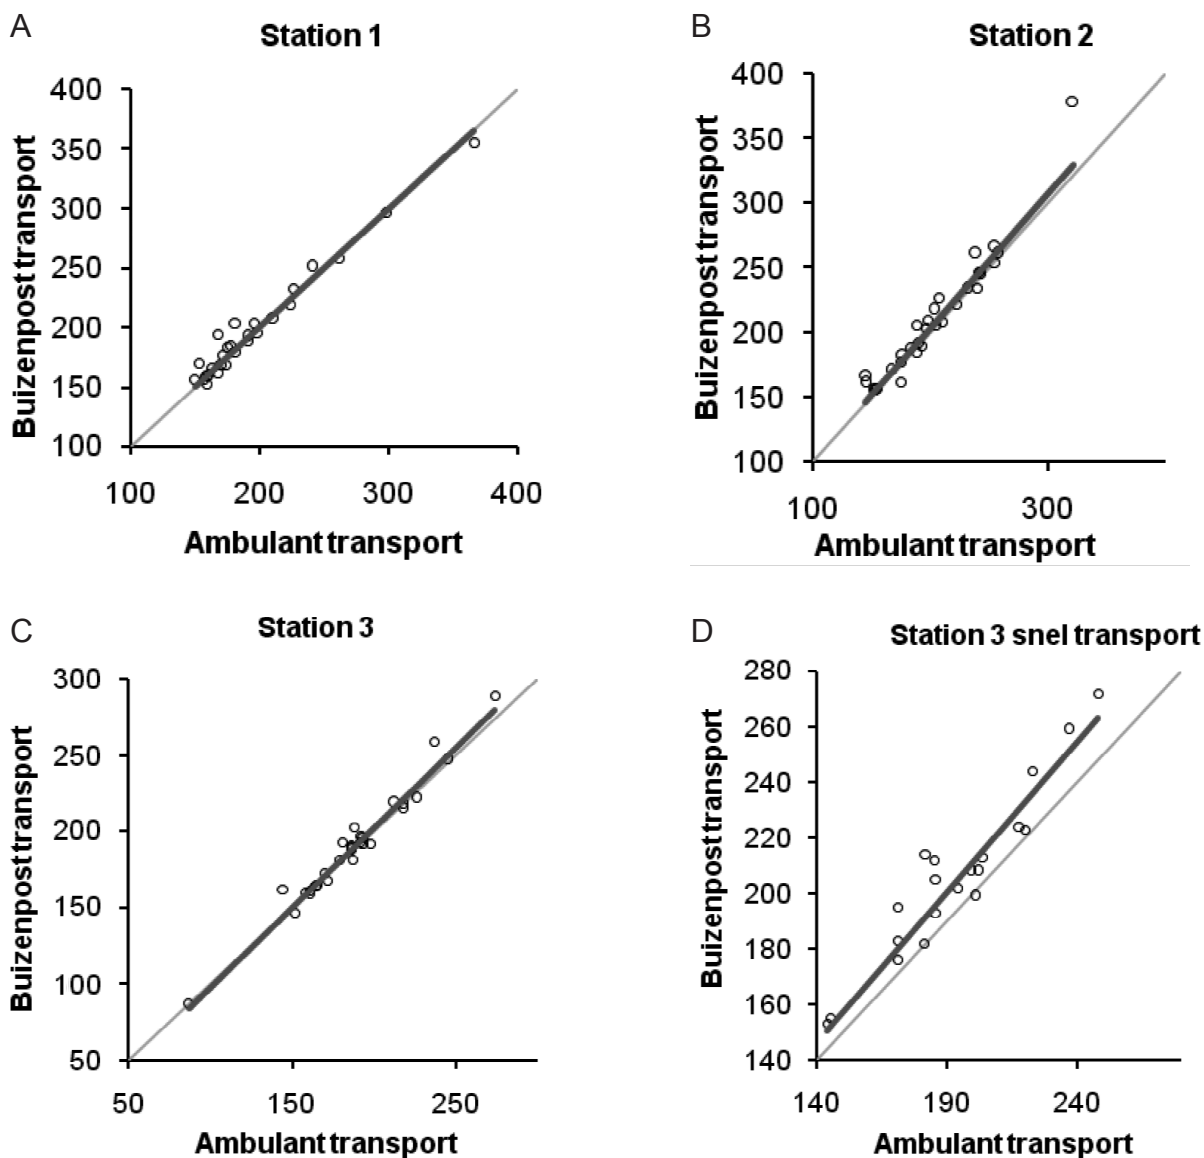 A
Station 1
400
350
300
250
200
150
100
Buizenpost transport
100 200 300 400
Ambulant transport
B
Station 2
400
350
300
250
200
150
100
Buizenpost transport
100 300
Ambulant transport
C
Station 3
300
250
200
150
100
50
Buizenpost transport
50 150 250
Ambulant transport
D
Station 3 snel transport
280
260
240
220
200
180
160
140
Buizenpost transport
140 190 240
Ambulant transport